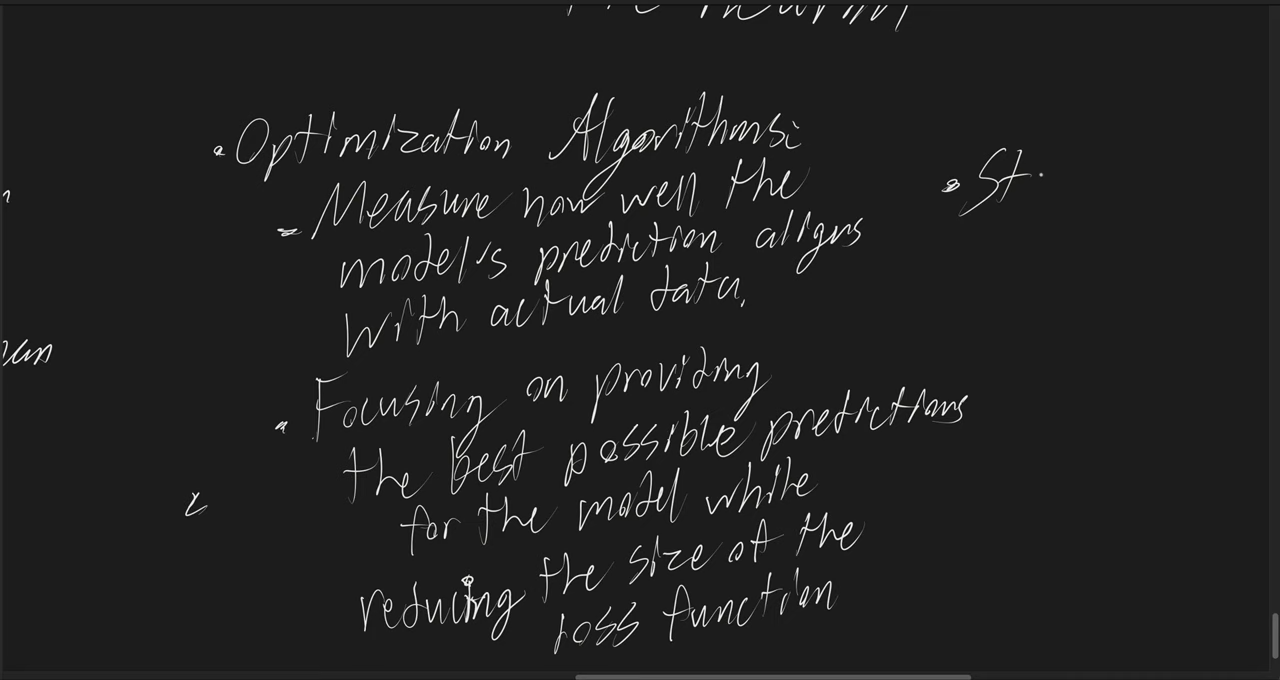 • Optimization Algorithms:
- Measure how well the
model's prediction aligns
with actual data.
- Focusing on providing
the best possible predictions
for the model while
reducing the size of the
loss function
• St